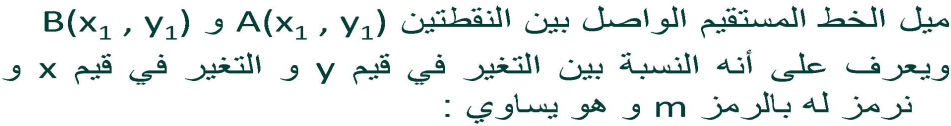 ميل الخط المستقيم الواصل بين النقطتين A(x₁ , y₁) و B(x₁ , y₁)
ويعرف على أنه النسبة بين التغير في قيم y و التغير في قيم x و
نرمز له بالرمز m و هو يساوي :